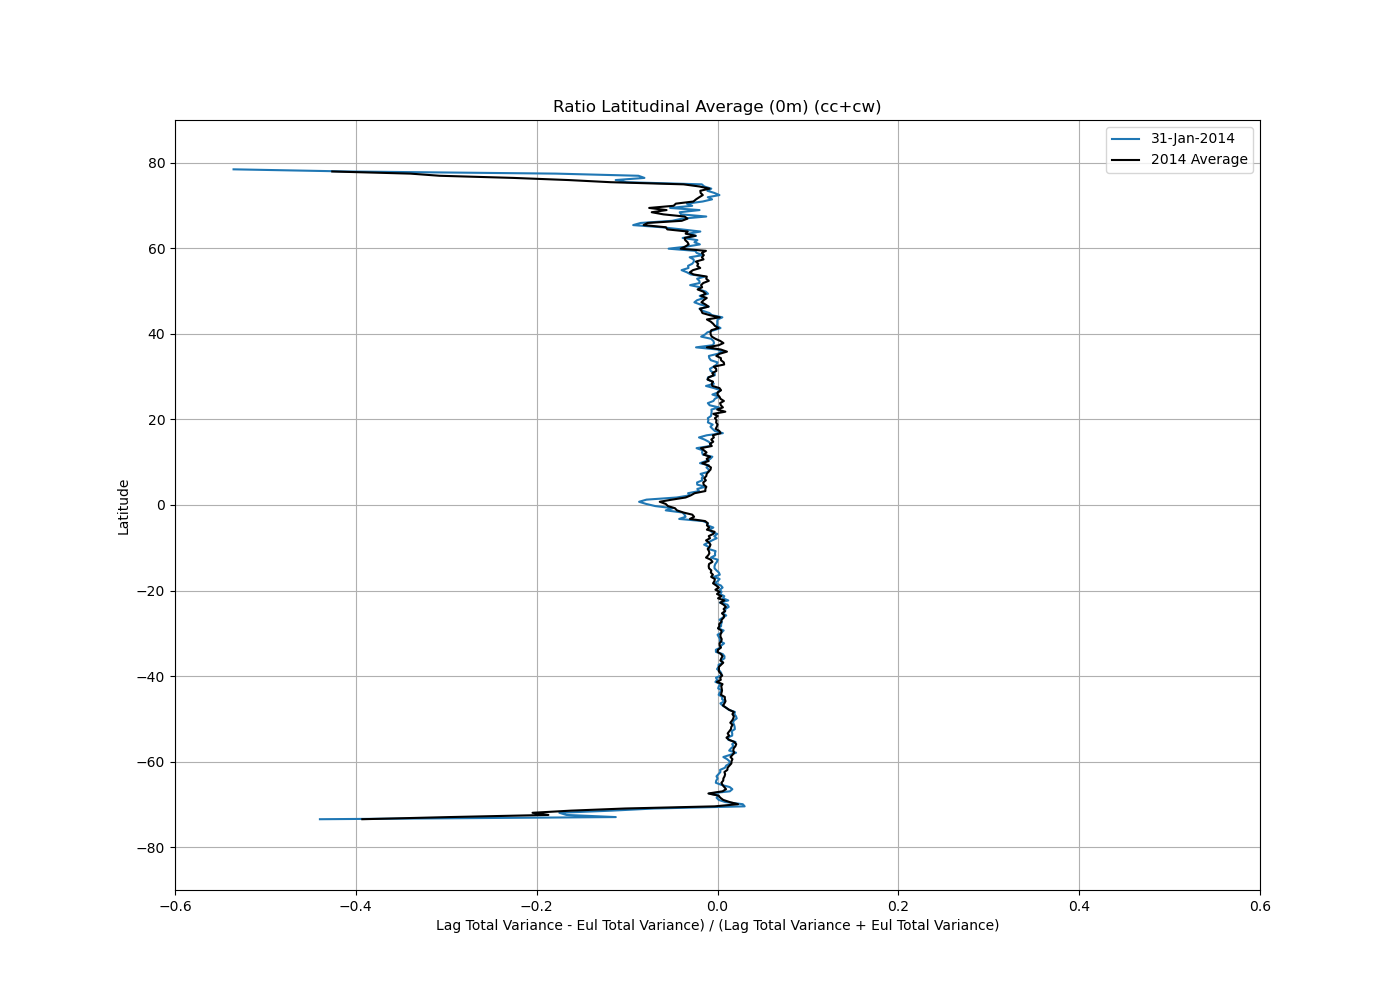 Ratio Latitudinal Average (0m) (cc+cw)
31-Jan-2014
2014 Average
80
60
40
20
0
−20
−40
−60
−80
Latitude
−0.6 −0.4 −0.2 0.0 0.2 0.4 0.6
Lag Total Variance - Eul Total Variance) / (Lag Total Variance + Eul Total Variance)